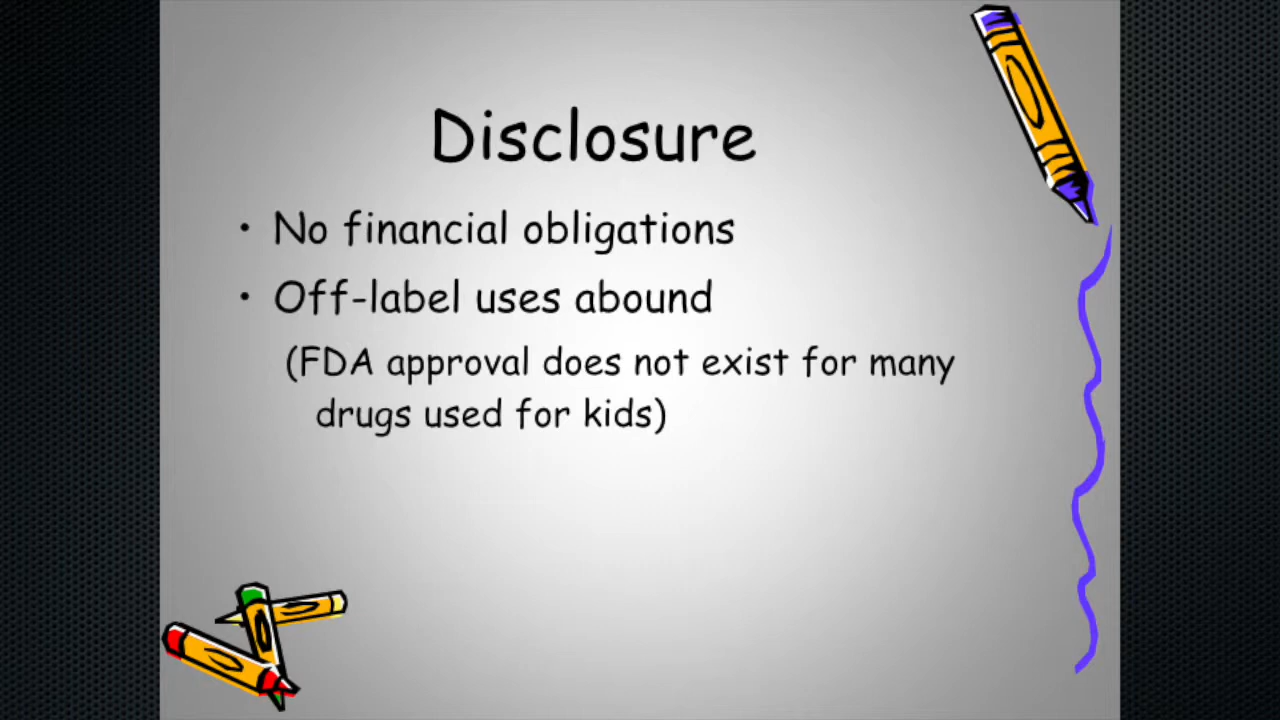 Disclosure
• No financial obligations
• Off-label uses abound
(FDA approval does not exist for many
drugs used for kids)